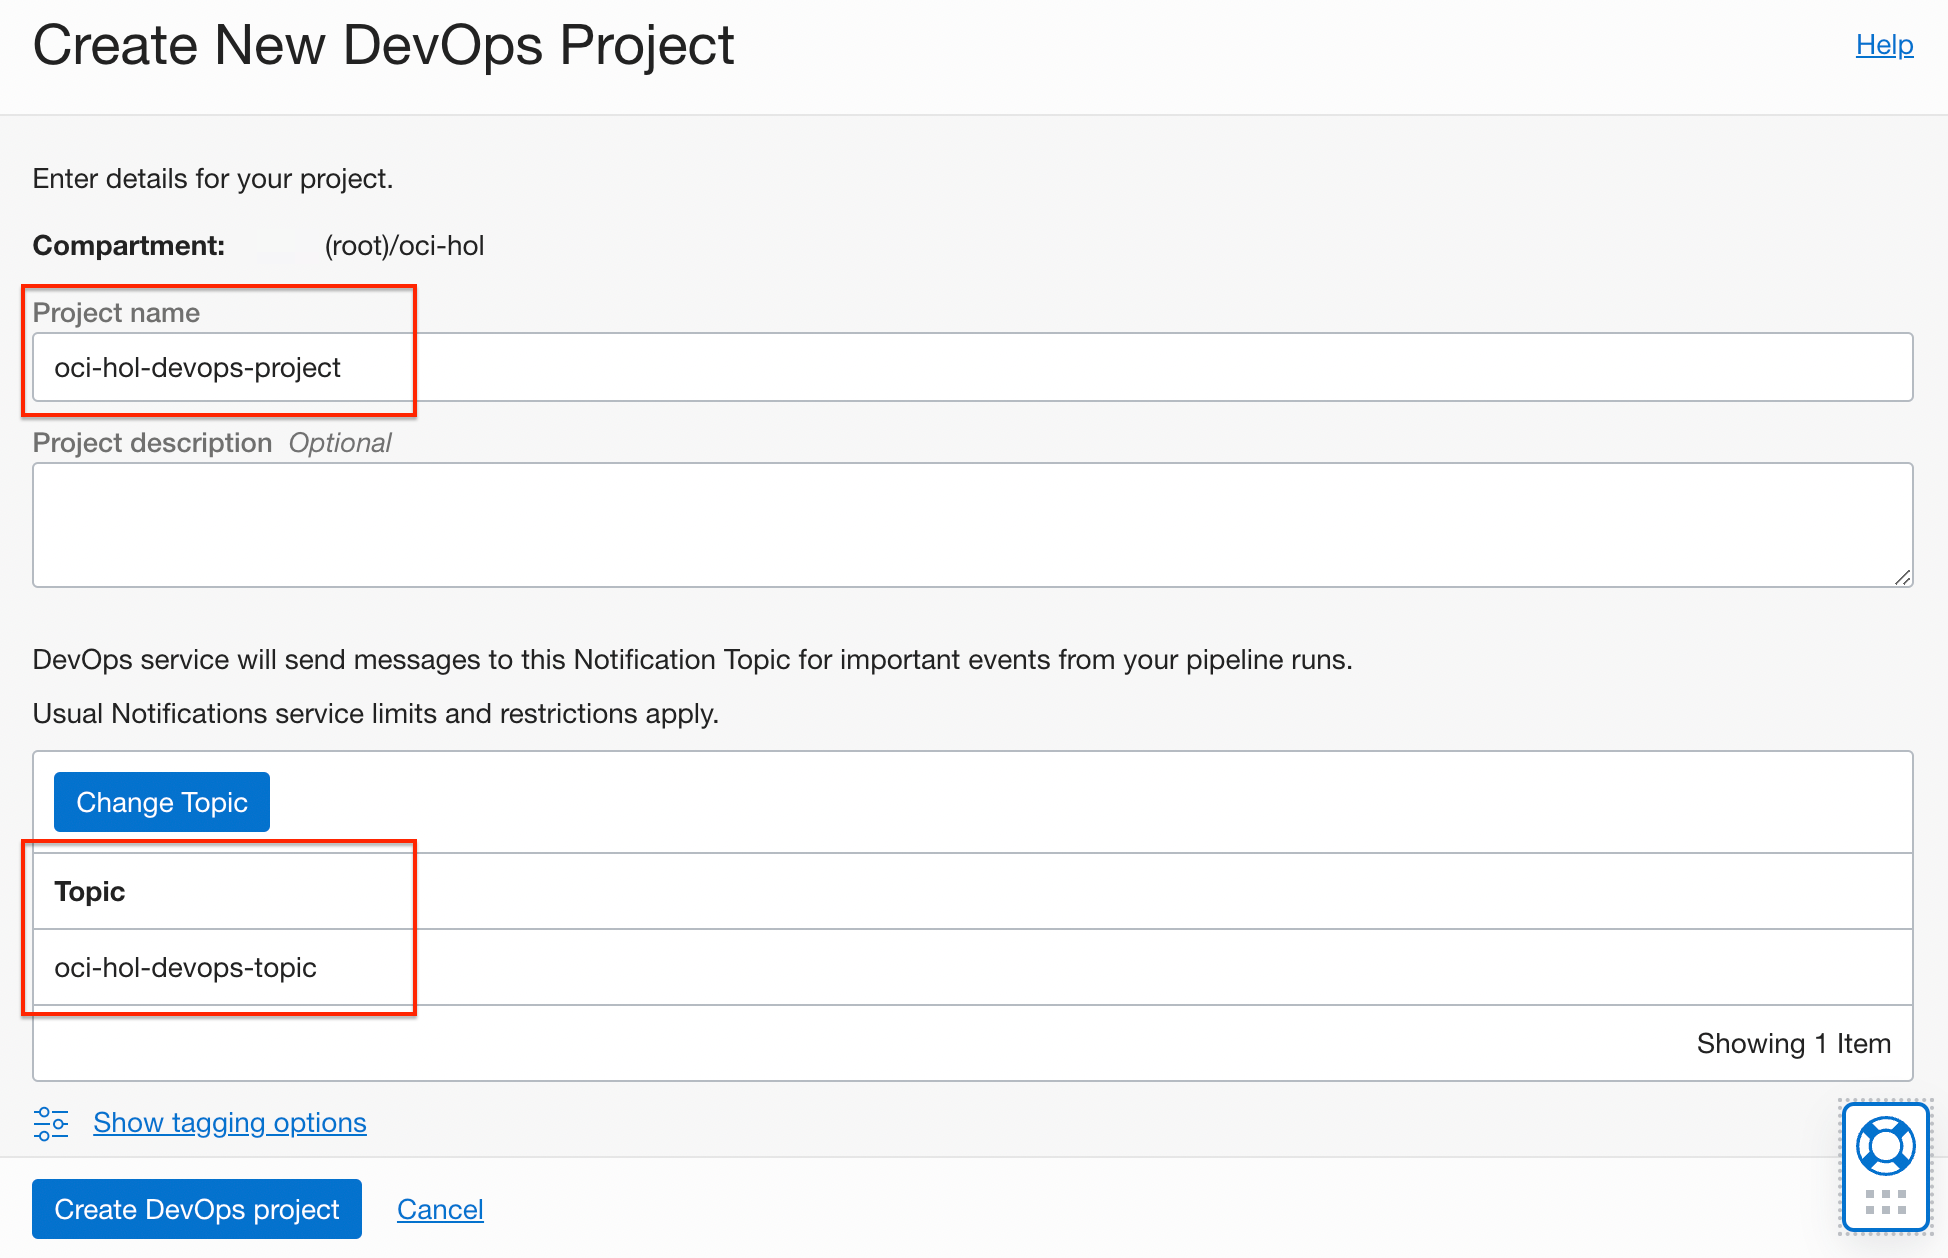 Create New DevOps Project
Help
Enter details for your project.
Compartment: (root)/oci-hol
Project name
oci-hol-devops-project
Project description Optional
DevOps service will send messages to this Notification Topic for important events from your pipeline runs.
Usual Notifications service limits and restrictions apply.
Change Topic
Topic
oci-hol-devops-topic
Showing 1 Item
Show tagging options
Create DevOps project
Cancel